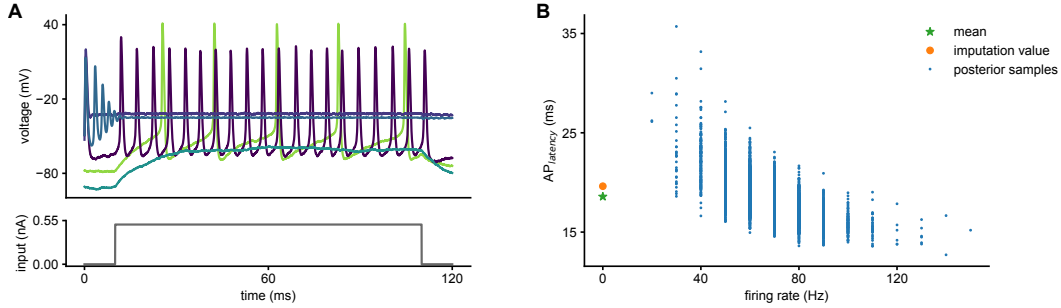 A
40
−20
−80
voltage (mV)
0.55
0.00
input (nA)
0
60
120
time (ms)
B
35
25
15
AP_latency (ms)
0
40
80
120
firing rate (Hz)
mean
imputation value
posterior samples